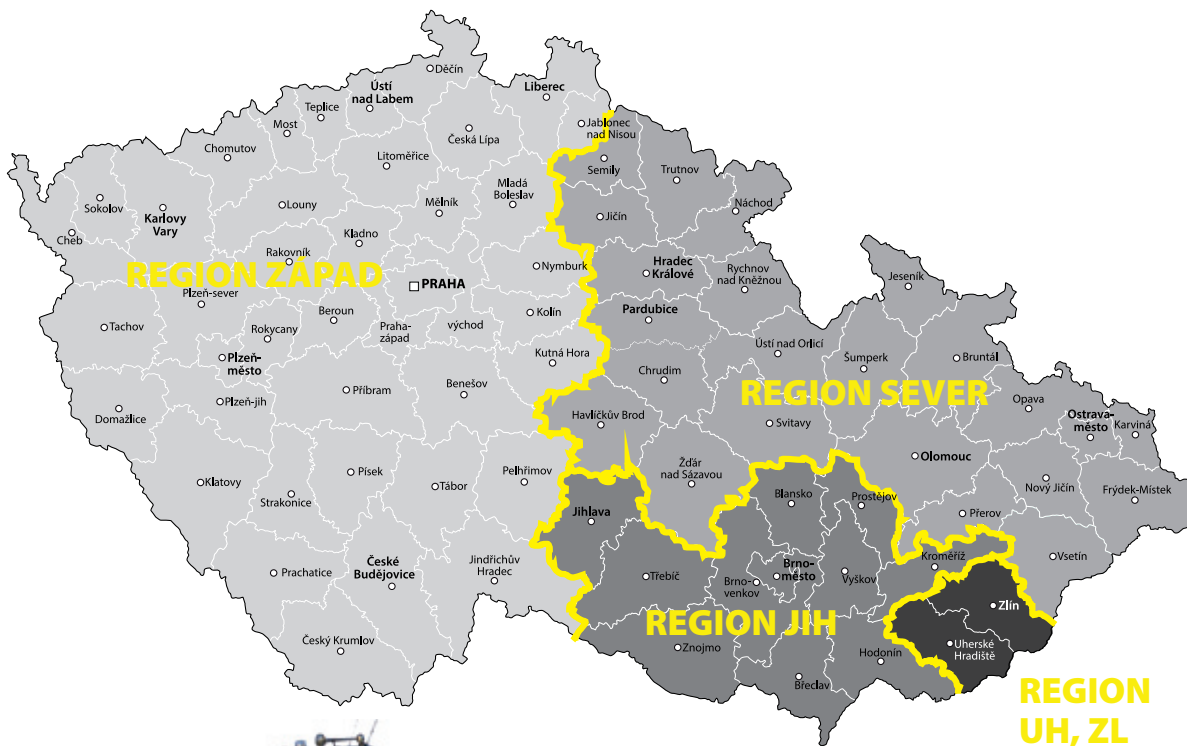 Děčín
Ústí
nad Labem
Liberec
Teplice
Most
Jablonec
nad Nisou
Česká Lípa
Chomutov
Litoměřice
Semily
Trutnov
Mladá
Boleslav
Sokolov
Karlovy
Vary
Louny
Mělník
Jičín
Náchod
Cheb
Kladno
Rakovník
REGION ZÁPAD
Nymburk
Hradec
Králové
Rychnov
nad Kněžnou
Jeseník
PRAHA
Plzeň-sever
Pardubice
Tachov
Rokycany
Beroun
Praha-
západ
východ
Kolín
Plzeň-
město
Kutná Hora
Ústí nad Orlicí
Šumperk
Bruntál
Chrudim
Příbram
Benešov
REGION SEVER
Plzeň-jih
Opava
Domažlice
Havlíčkův Brod
Svitavy
Ostrava-
město
Karviná
Olomouc
Žďár
nad Sázavou
Klatovy
Písek
Pelhřimov
Tábor
Strakonice
Blansko
Prostějov
Nový Jičín
Frýdek-Místek
Jihlava
Přerov
Kroměříž
Vsetín
České
Budějovice
Jindřichův
Hradec
Prachatice
Třebíč
Brno-
venkov
Brno-
město
Vyškov
Zlín
REGION JIH
Český Krumlov
Znojmo
Hodonín
Uherské
Hradiště
Břeclav
REGION
UH, ZL